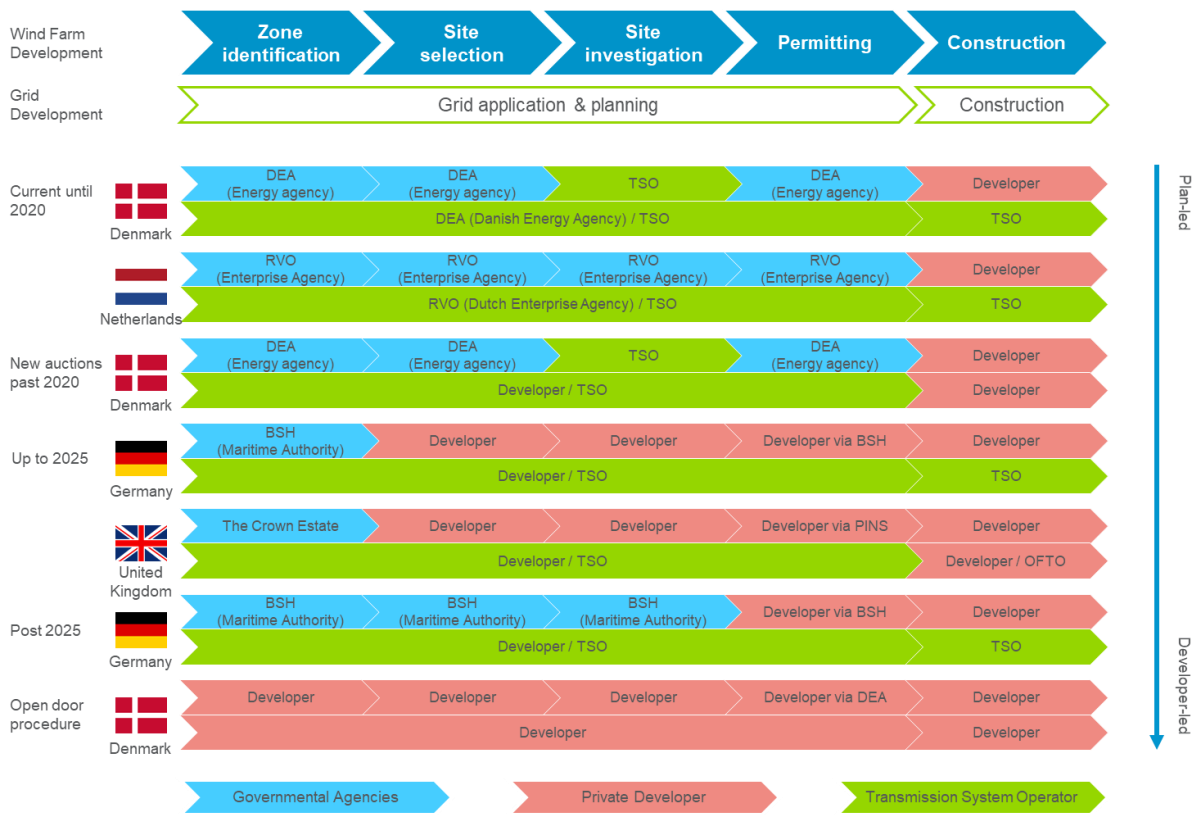 Wind Farm
Development
Zone
identification
Site
selection
Site
investigation
Permitting
Construction
Grid
Development
Grid application & planning
Construction
Current until
2020
Denmark
DEA
(Energy agency)
DEA
(Energy agency)
TSO
DEA
(Energy agency)
Developer
DEA (Danish Energy Agency) / TSO
TSO
Netherlands
RVO
(Enterprise Agency)
RVO
(Enterprise Agency)
RVO
(Enterprise Agency)
RVO
(Enterprise Agency)
Developer
RVO (Dutch Enterprise Agency) / TSO
TSO
New auctions
past 2020
Denmark
DEA
(Energy agency)
DEA
(Energy agency)
TSO
DEA
(Energy agency)
Developer
Developer / TSO
Developer
Up to 2025
Germany
BSH
(Maritime Authority)
Developer
Developer
Developer via BSH
Developer
Developer / TSO
TSO
United
Kingdom
The Crown Estate
Developer
Developer
Developer via PINS
Developer
Developer / TSO
Developer / OFTO
Post 2025
Germany
BSH
(Maritime Authority)
BSH
(Maritime Authority)
BSH
(Maritime Authority)
Developer via BSH
Developer
Developer / TSO
TSO
Open door
procedure
Denmark
Developer
Developer
Developer
Developer via DEA
Developer
Developer
Developer
Plan-led
Developer-led
Governmental Agencies
Private Developer
Transmission System Operator